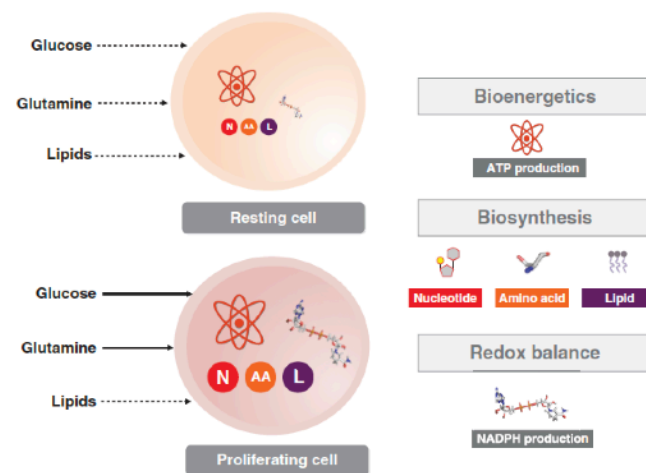 Glucose
Glutamine
Lipids
N AA L
Resting cell
Glucose
Glutamine
Lipids
N AA L
Proliferating cell
Bioenergetics
ATP production
Biosynthesis
Nucleotide Amino acid Lipid
Redox balance
NADPH production